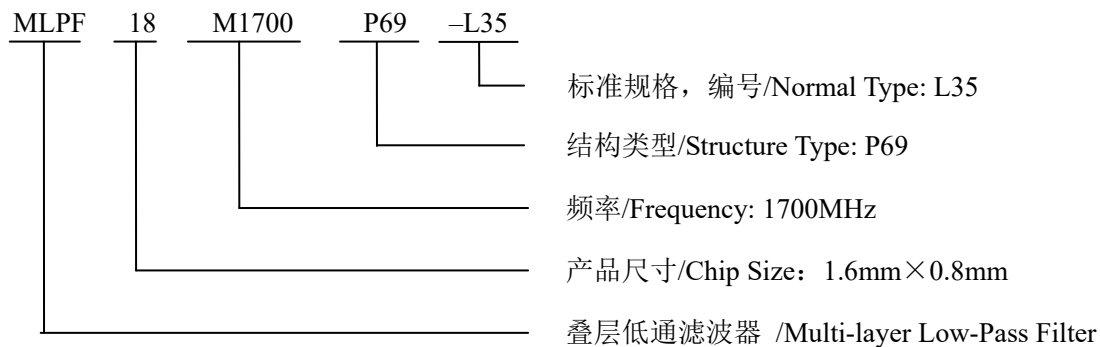 MLPF 18 M1700 P69 –L35
标准规格，编号/Normal Type: L35
结构类型/Structure Type: P69
频率/Frequency: 1700MHz
产品尺寸/Chip Size：1.6mm×0.8mm
叠层低通滤波器 /Multi-layer Low-Pass Filter